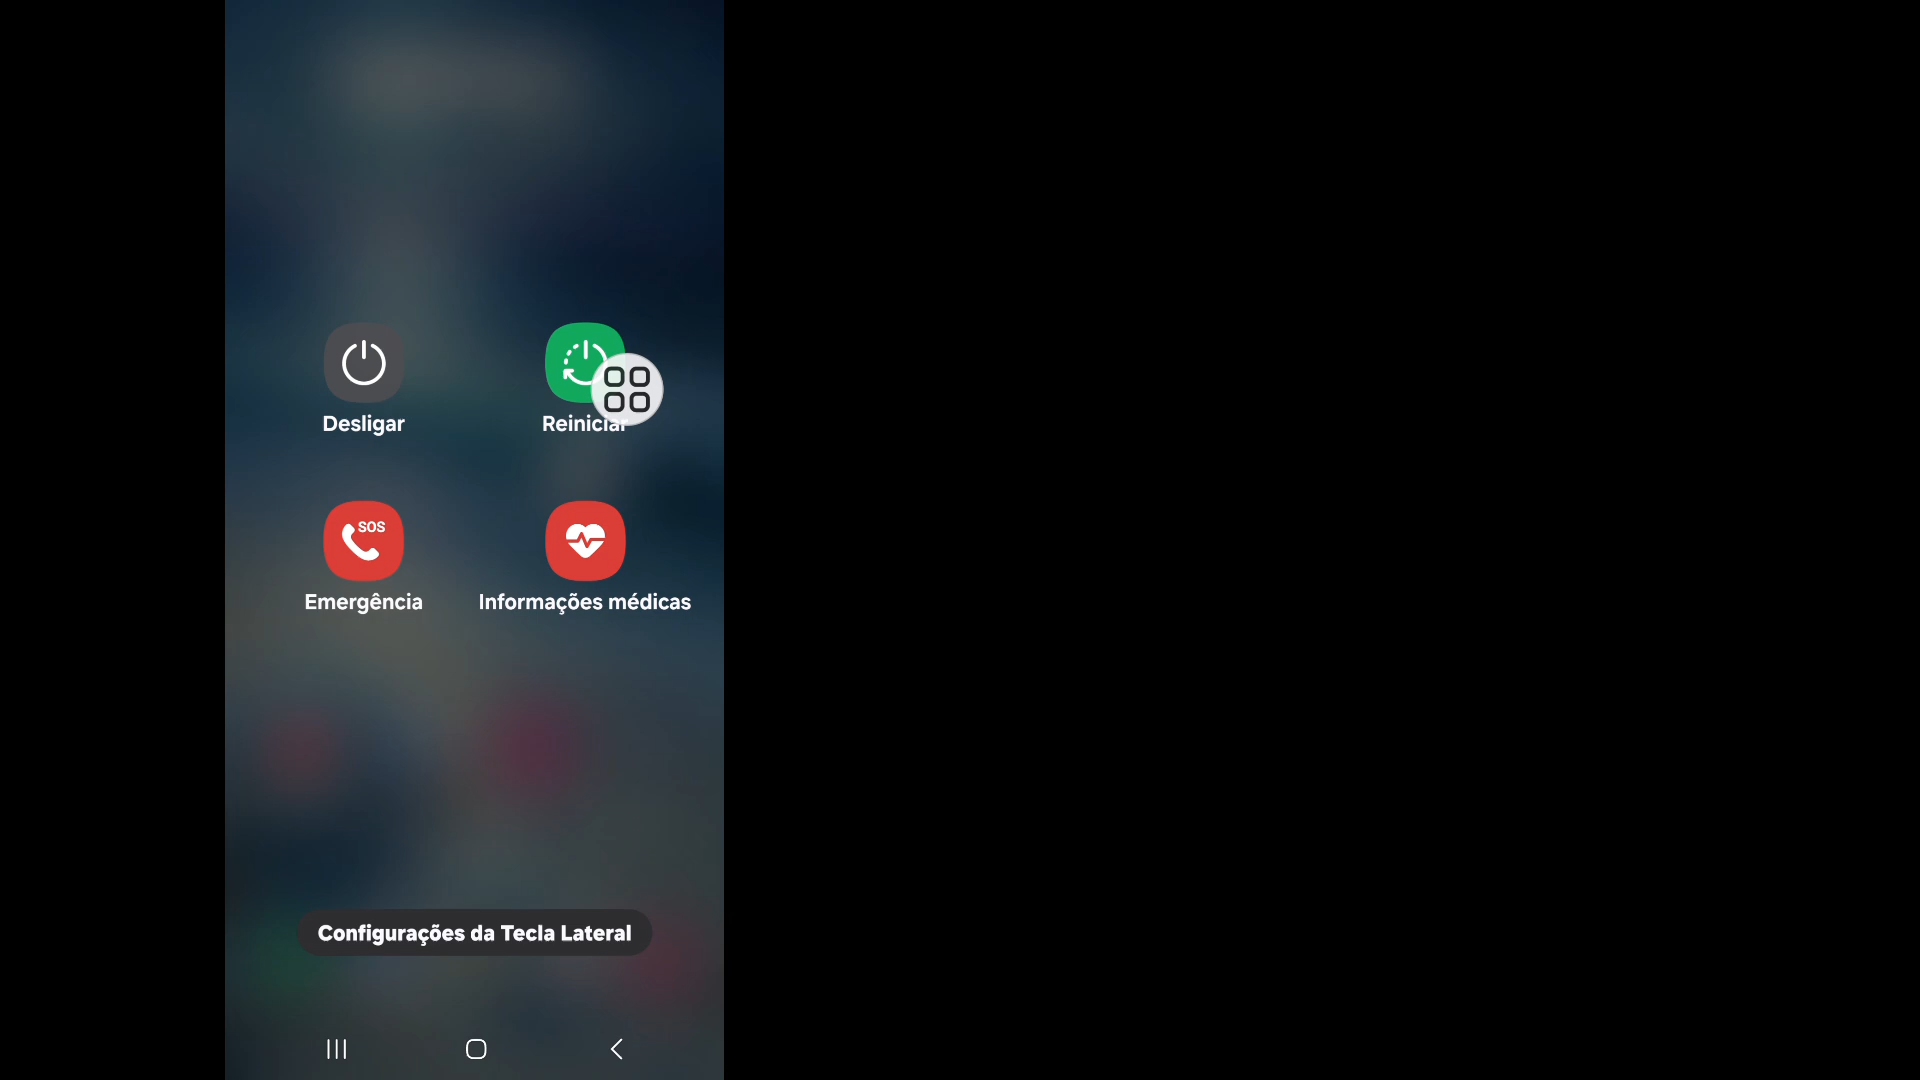 Desligar
Reiniciar
SOS
Emergência
Informações médicas
Configurações da Tecla Lateral